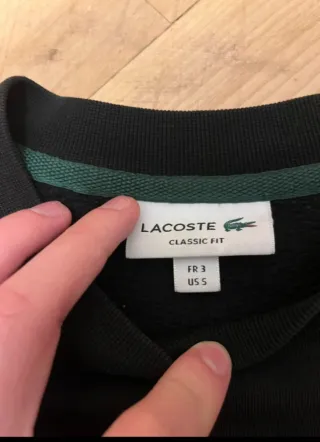 LACOSTE
CLASSIC FIT
FR 3
US S